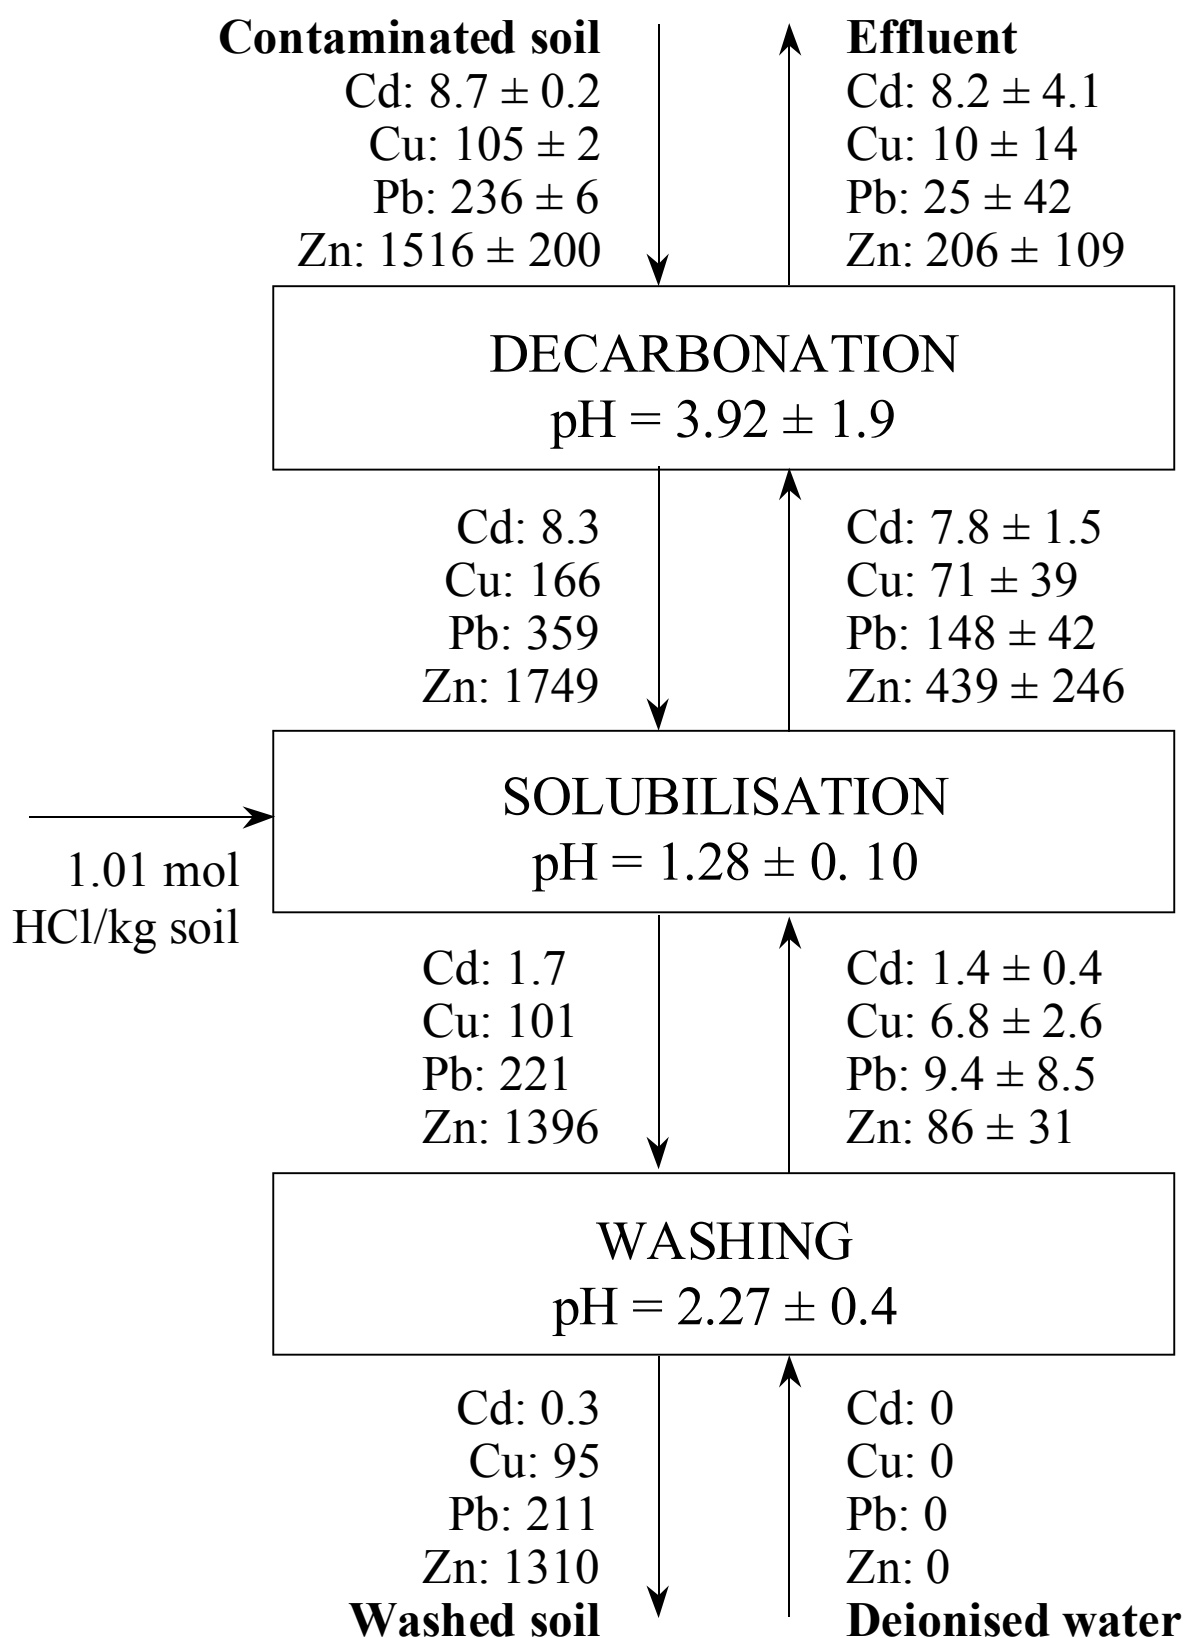 Contaminated soil
Cd: 8.7 ± 0.2
Cu: 105 ± 2
Pb: 236 ± 6
Zn: 1516 ± 200
Effluent
Cd: 8.2 ± 4.1
Cu: 10 ± 14
Pb: 25 ± 42
Zn: 206 ± 109
DECARBONATION
pH = 3.92 ± 1.9
Cd: 8.3
Cu: 166
Pb: 359
Zn: 1749
Cd: 7.8 ± 1.5
Cu: 71 ± 39
Pb: 148 ± 42
Zn: 439 ± 246
SOLUBILISATION
pH = 1.28 ± 0. 10
1.01 mol
HCl/kg soil
Cd: 1.7
Cu: 101
Pb: 221
Zn: 1396
Cd: 1.4 ± 0.4
Cu: 6.8 ± 2.6
Pb: 9.4 ± 8.5
Zn: 86 ± 31
WASHING
pH = 2.27 ± 0.4
Cd: 0.3
Cu: 95
Pb: 211
Zn: 1310
Washed soil
Cd: 0
Cu: 0
Pb: 0
Zn: 0
Deionised water